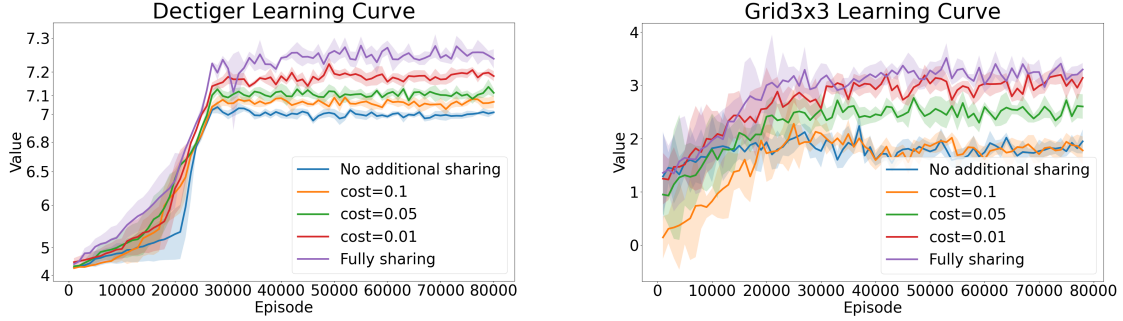 Dectiger Learning Curve
7.3
7.2
7.1
7
6.8
6.5
6
5
4
Value
No additional sharing
cost=0.1
cost=0.05
cost=0.01
Fully sharing
0 10000 20000 30000 40000 50000 60000 70000 80000
Episode
Grid3x3 Learning Curve
4
3
2
1
0
Value
No additional sharing
cost=0.1
cost=0.05
cost=0.01
Fully sharing
0 10000 20000 30000 40000 50000 60000 70000 80000
Episode